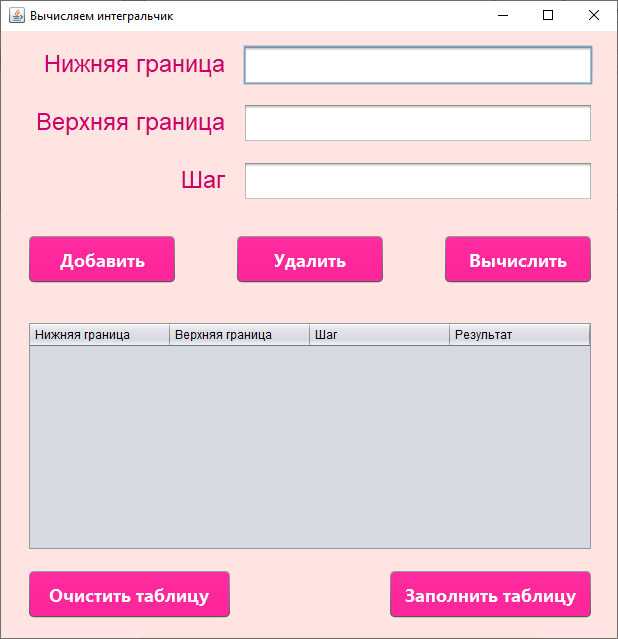 Вычисляем интегральчик
Нижняя граница
Верхняя граница
Шаг
Добавить Удалить Вычислить
Нижняя граница Верхняя граница Шаг Результат
Очистить таблицу Заполнить таблицу